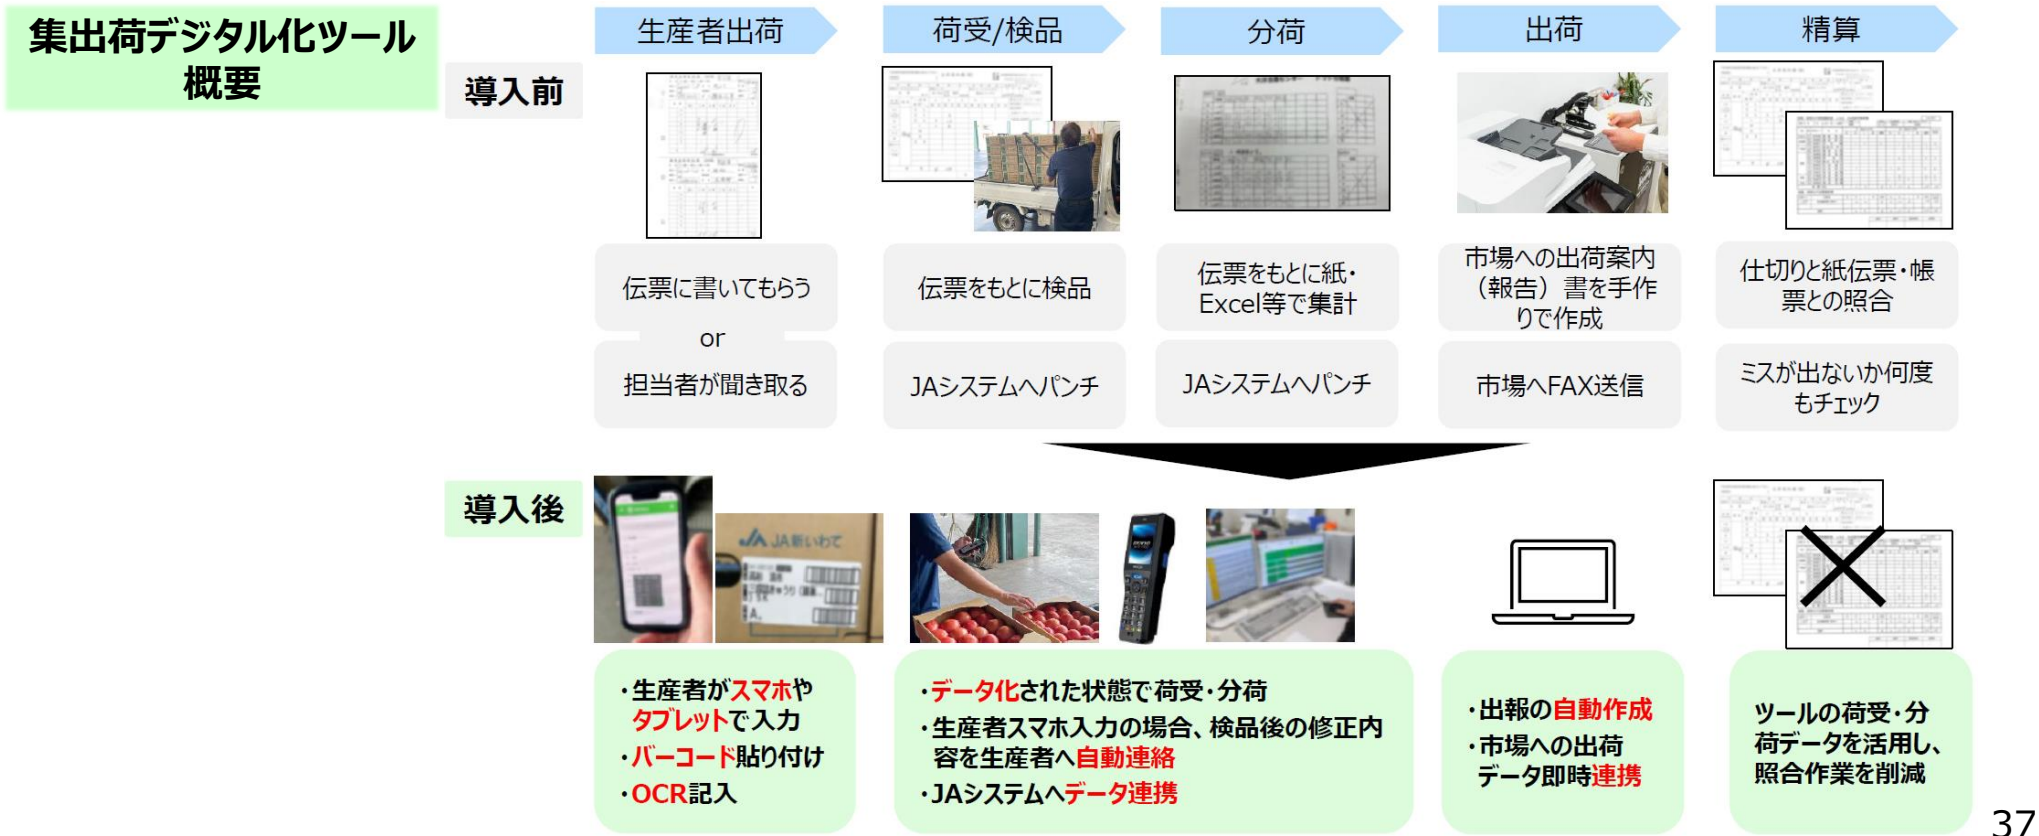 集出荷デジタル化ツール
概要
生産者出荷
荷受/検品
分荷
出荷
精算
導入前
伝票に書いてもらう
or
担当者が聞き取る
伝票をもとに検品
JAシステムへパンチ
伝票をもとに紙・
Excel等で集計
JAシステムへパンチ
市場への出荷案内
（報告）書を手作
りで作成
市場へFAX送信
仕切りと紙伝票・帳
票との照合
ミスが出ないか何度
もチェック
導入後
JA新いわて
・生産者がスマホや
タブレットで入力
・バーコード貼り付け
・OCR記入
・データ化された状態で荷受・分荷
・生産者スマホ入力の場合、検品後の修正内
容を生産者へ自動連絡
・JAシステムへデータ連携
・出報の自動作成
・市場への出荷
データ即時連携
ツールの荷受・分
荷データを活用し、
照合作業を削減
37